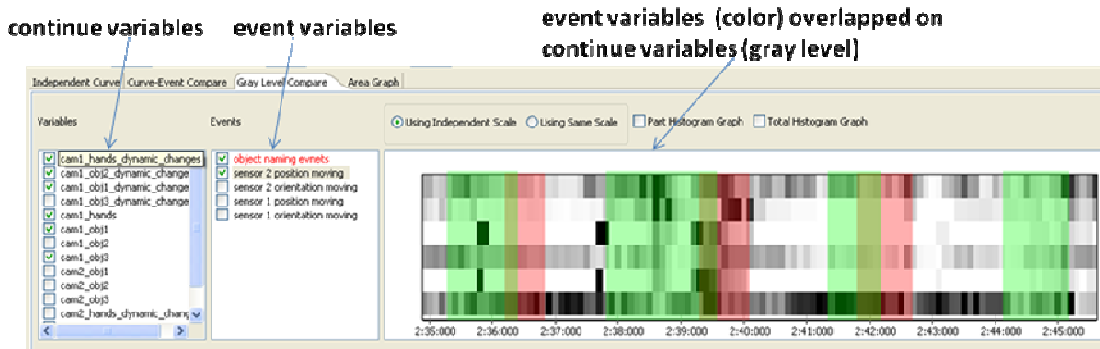 continue variables event variables event variables (color) overlapped on
continue variables (gray level)
Independent Curve Curve-Event Compare Gray Level Compare Area Graph
Variables Events Using Independent Scale Using Same Scale Part Histogram Graph Total Histogram Graph
cam1_hands_dynamic_changes object naming evnets
cam1_obj2_dynamic_change sensor 2 position moving
cam1_obj1_dynamic_change sensor 2 orientation moving
cam1_obj3_dynamic_change sensor 1 position moving
cam1_hands sensor 1 orientation moving
cam1_obj1
cam1_obj2
cam1_obj3
cam2_obj1
cam2_obj2
cam2_obj3
cam2_hands_dynamic_chang
2:35:000 2:36:000 2:37:000 2:38:000 2:39:000 2:40:000 2:41:000 2:42:000 2:43:000 2:44:000 2:45:000